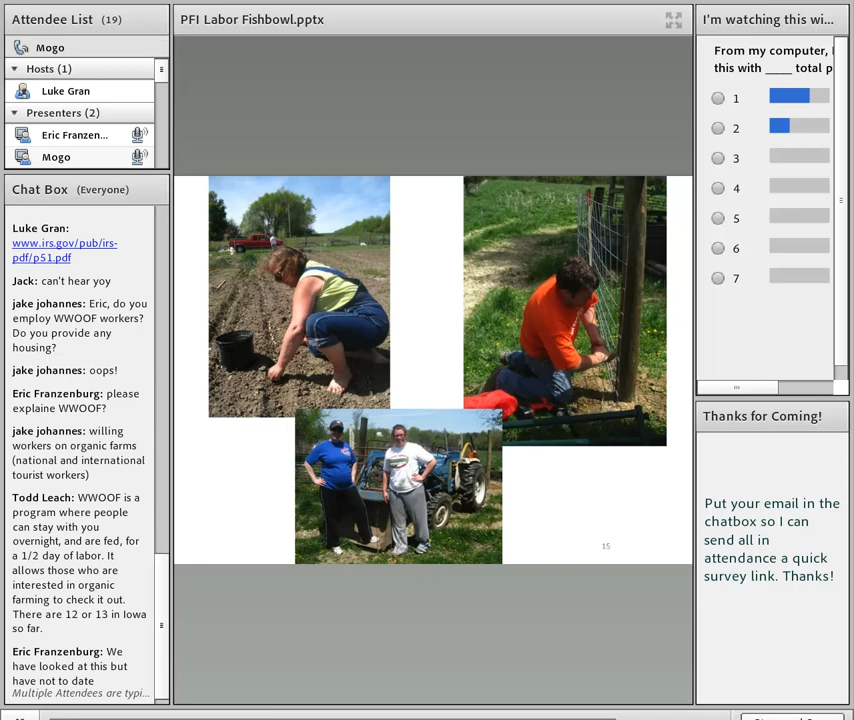 Attendee List (19)
Mogo
Hosts (1)
Luke Gran
Presenters (2)
Eric Franzen...
Mogo
Chat Box (Everyone)
Luke Gran:
www.irs.gov/pub/irs-
pdf/p51.pdf
Jack: can't hear yoy
jake johannes: Eric, do you
employ WWOOF workers?
Do you provide any
housing?
jake johannes: oops!
Eric Franzenburg: please
explaine WWOOF?
jake johannes: willing
workers on organic farms
(national and international
tourist workers)
Todd Leach: WWOOF is a
program where people
can stay with you
overnight, and are fed, for
a 1/2 day of labor. It
allows those who are
interested in organic
farming to check it out.
There are 12 or 13 in Iowa
so far.
Eric Franzenburg: We
have looked at this but
have not to date
Multiple Attendees are typi...
PFI Labor Fishbowl.pptx
15
I'm watching this wi...
From my computer,
this with ____ total p
1
2
3
4
5
6
7
Thanks for Coming!
Put your email in the
chatbox so I can
send all in
attendance a quick
survey link. Thanks!